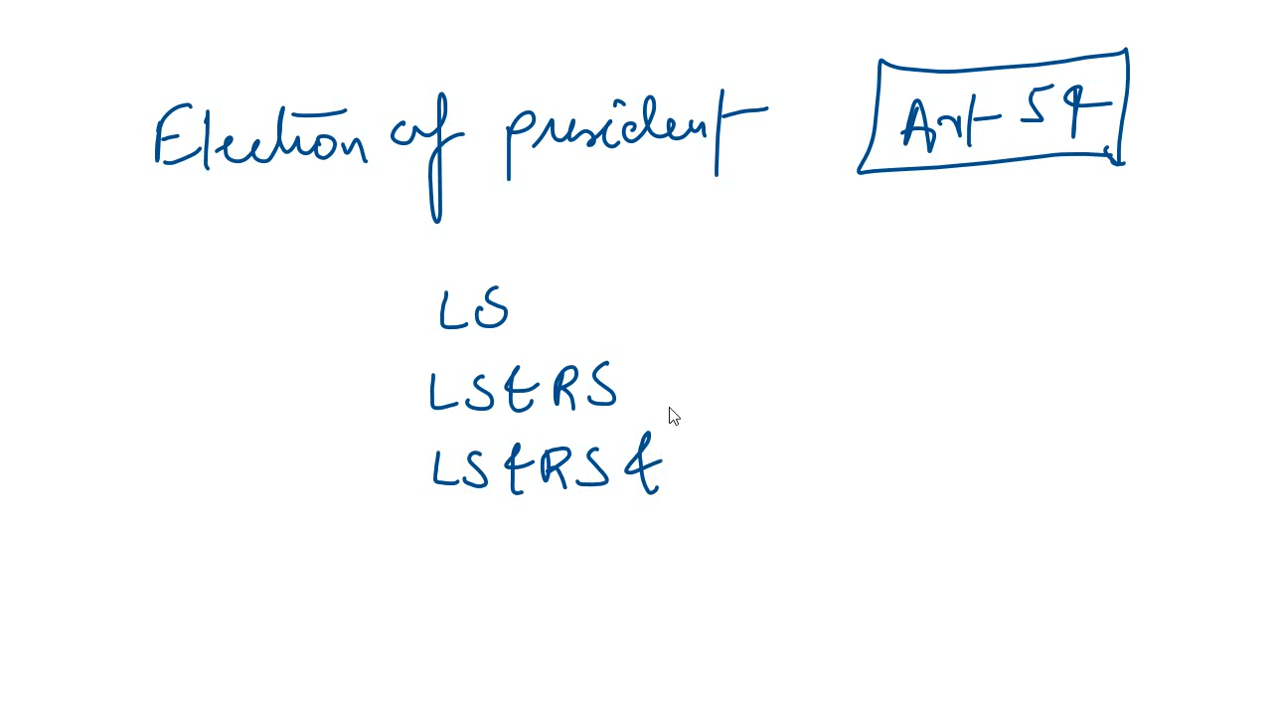 Election of president
Art-54
LS
LS & RS
LS & RS &